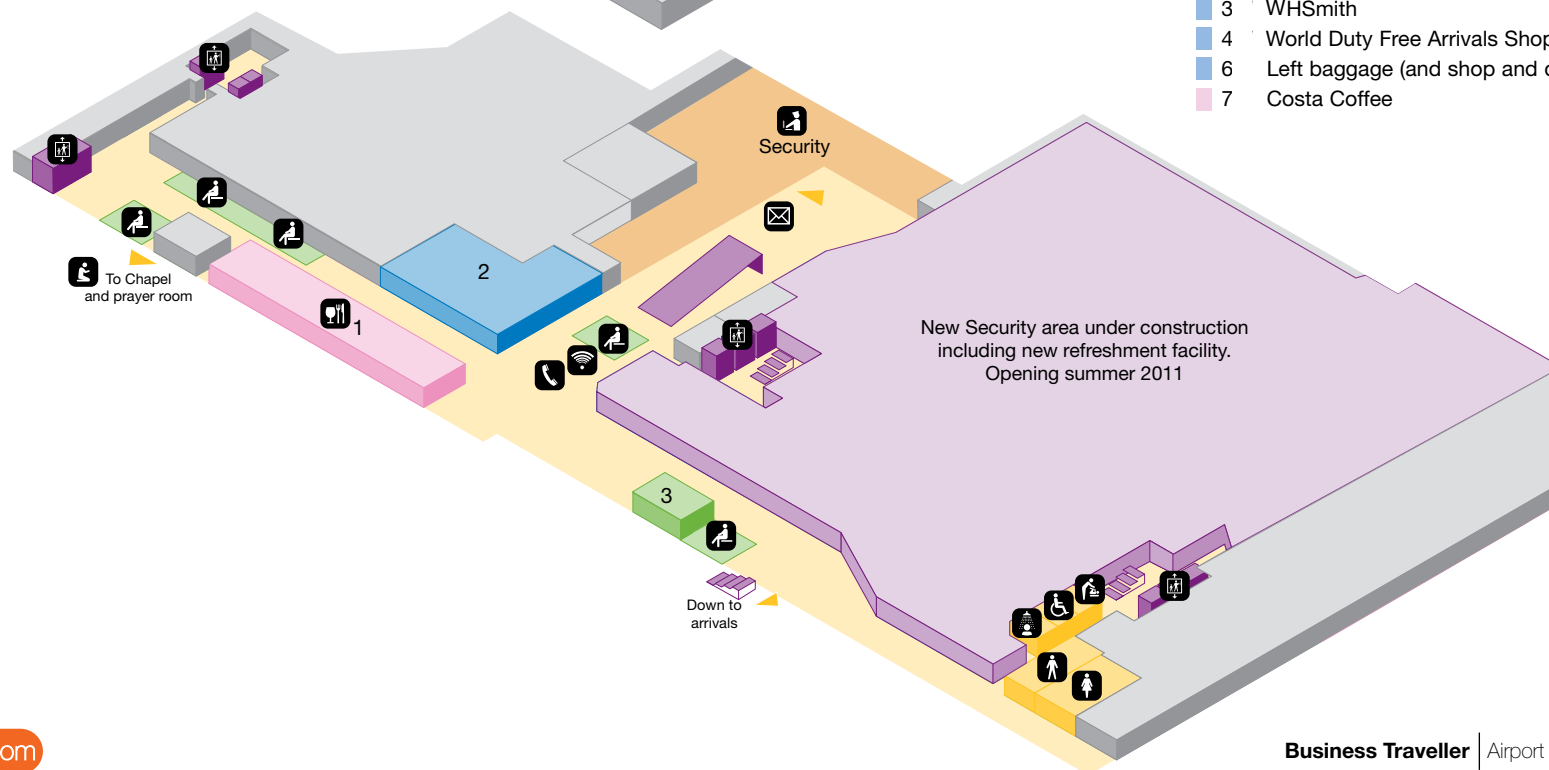 3 WHSmith
4 World Duty Free Arrivals Shop
6 Left baggage (and shop and
7 Costa Coffee
Security
2
To Chapel
and prayer room
1
New Security area under construction
including new refreshment facility.
Opening summer 2011
3
Down to
arrivals
om
Business Traveller | Airport